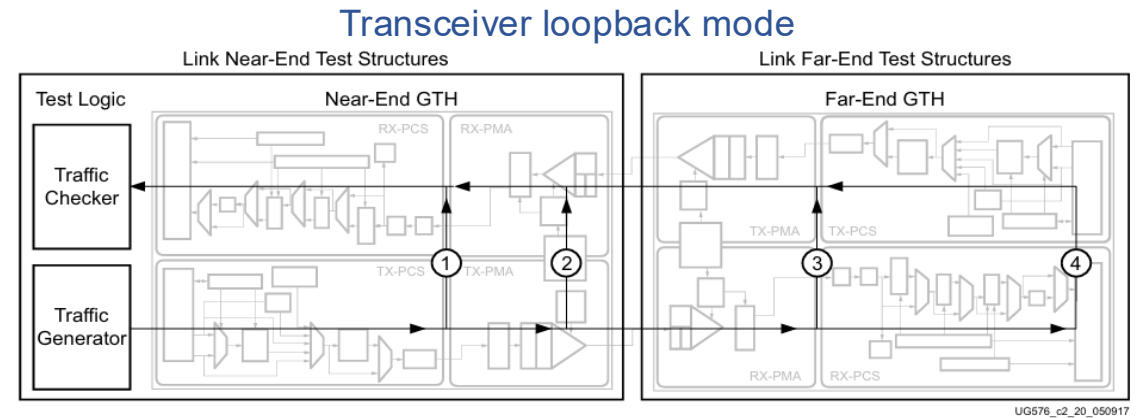 Transceiver loopback mode
Link Near-End Test Structures
Link Far-End Test Structures
Test Logic
Near-End GTH
Far-End GTH
RX-PCS
RX-PMA
Traffic
Checker
TX-PMA
TX-PCS
1
2
3
4
TX-PCS
TX-PMA
Traffic
Generator
RX-PMA
RX-PCS
UG576_c2_20_050917